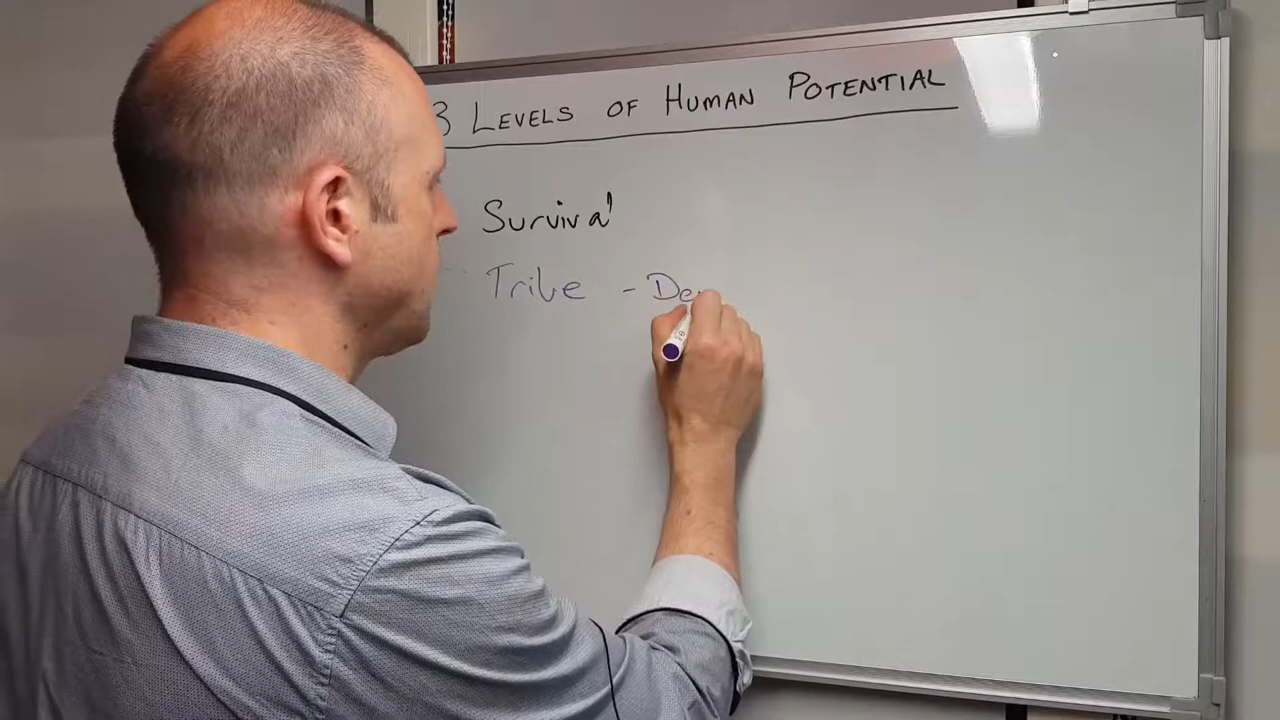 3 LEVELS OF HUMAN POTENTIAL
Survival
Tribe - De